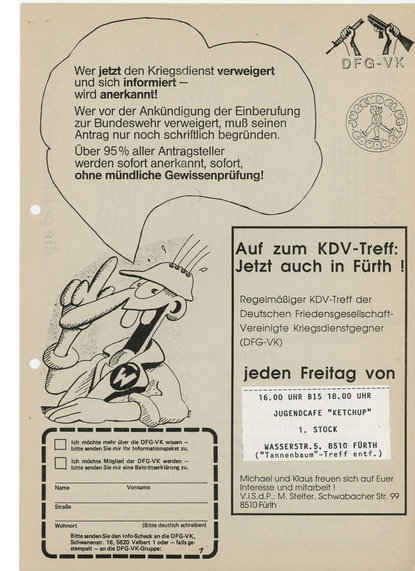 DFG-VK
JUGENDCLUB
COURAGE
Wer jetzt den Kriegsdienst verweigert
und sich informiert —
wird anerkannt!
Wer vor der Ankündigung der Einberufung
zur Bundeswehr verweigert, muß seinen
Antrag nur noch schriftlich begründen.
Über 95% aller Antragsteller
werden sofort anerkannt, sofort,
ohne mündliche Gewissensprüfung!
Auf zum KDV-Treff:
Jetzt auch in Fürth !
Regelmäßiger KDV-Treff der
Deutschen Friedensgesellschaft-
Vereinigte Kriegsdienstgegner
(DFG-VK)
jeden Freitag von
16.00 UHR BIS 18.00 UHR
JUGENDCAFE "KETCHUP"
1. STOCK
WASSERSTR.5, 8510 FÜRTH
("Tannenbaum"-Treff entf.)
Michael und Klaus freuen sich auf Euer
Interesse und mitarbeit !
V.i.S.d.P.: M. Stelter, Schwabacher Str. 99
8510 Fürth
Ich möchte mehr über die DFG-VK wissen —
bitte senden Sie mir Ihr Informationspaket zu.
Ich möchte Mitglied der DFG-VK werden —
bitte senden Sie mir eine Beitrittserklärung zu.
Name Vorname
Straße
Wohnort (Bitte deutlich schreiben)
Bitte senden Sie den Info-Scheck an die DFG-VK,
Schwanenstr. 16, 5620 Velbert 1 oder — falls ge-
stempelt — an die DFG-VK-Gruppe:
1